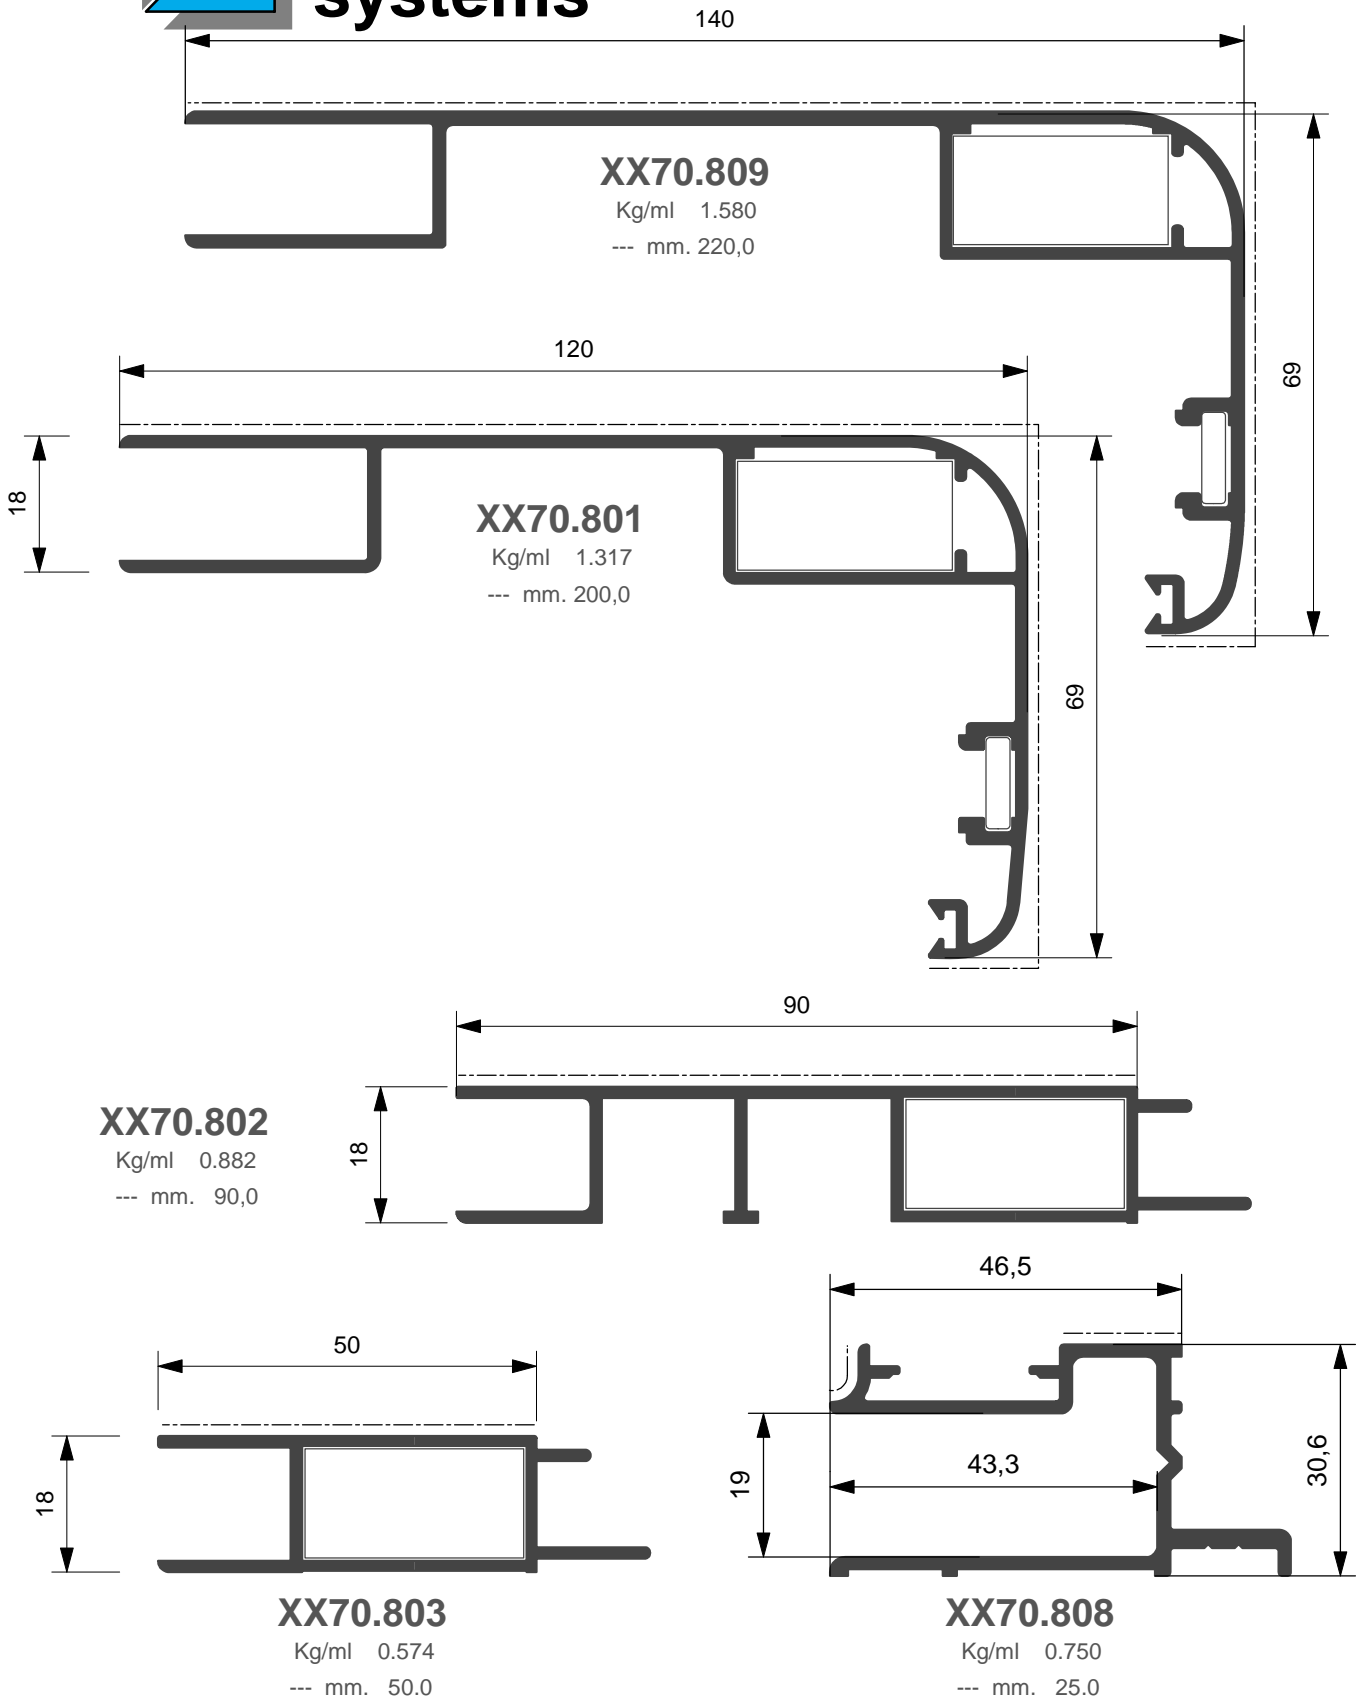 systems
140
XX70.809
Kg/ml 1.580
--- mm. 220,0
69
120
18
XX70.801
Kg/ml 1.317
--- mm. 200,0
69
90
XX70.802
Kg/ml 0.882
--- mm. 90,0
18
46,5
50
18
19
43,3
30,6
XX70.803
Kg/ml 0.574
--- mm. 50.0
XX70.808
Kg/ml 0.750
--- mm. 25.0